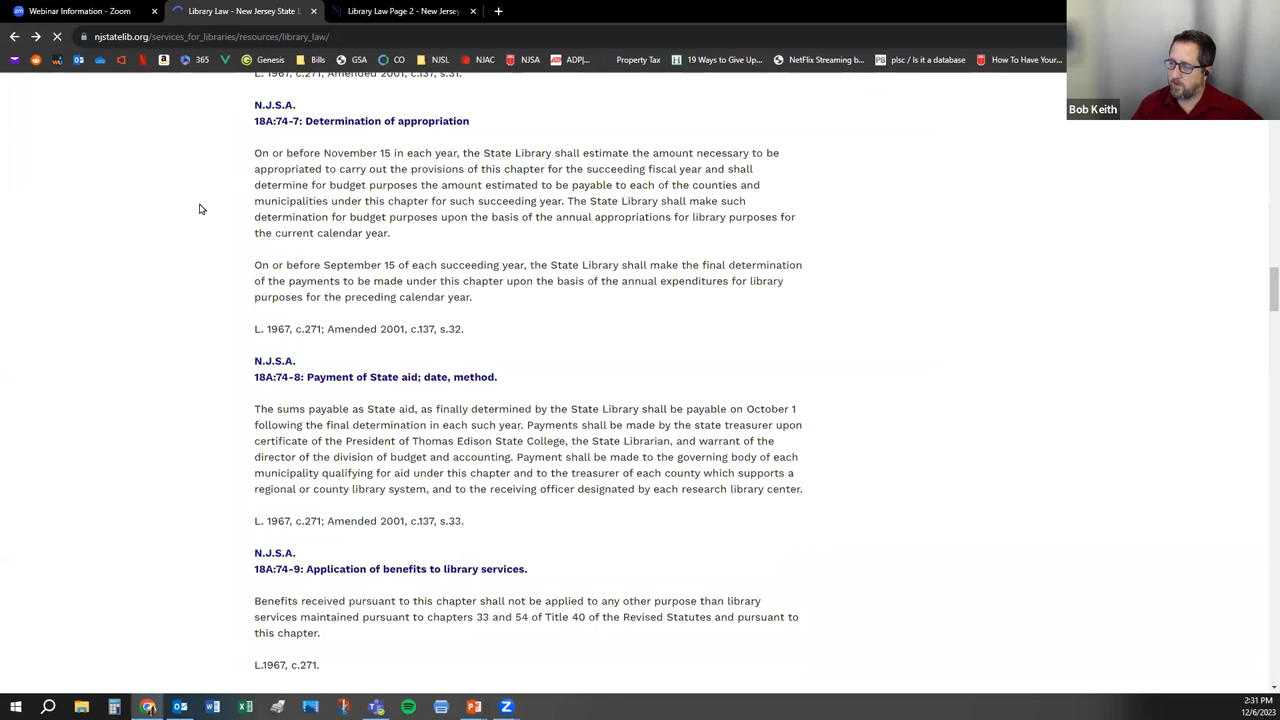 Webinar Information - Zoom
Library Law - New Jersey State L
Library Law Page 2 - New Jersey
njstatelib.org/services_for_libraries/resources/library_law/
365
Genesis
Bills
GSA
CO
NJSL
NJAC
NJSA
ADP|...
Property Tax
19 Ways to Give Up...
NetFlix Streaming b...
plsc / Is it a database
How To Have Your...
Bob Keith
L. 1967, c.271; Amended 2001, c.137, s.31.
N.J.S.A.
18A:74-7: Determination of appropriation
On or before November 15 in each year, the State Library shall estimate the amount necessary to be
appropriated to carry out the provisions of this chapter for the succeeding fiscal year and shall
determine for budget purposes the amount estimated to be payable to each of the counties and
municipalities under this chapter for such succeeding year. The State Library shall make such
determination for budget purposes upon the basis of the annual appropriations for library purposes for
the current calendar year.
On or before September 15 of each succeeding year, the State Library shall make the final determination
of the payments to be made under this chapter upon the basis of the annual expenditures for library
purposes for the preceding calendar year.
L. 1967, c.271; Amended 2001, c.137, s.32.
N.J.S.A.
18A:74-8: Payment of State aid; date, method.
The sums payable as State aid, as finally determined by the State Library shall be payable on October 1
following the final determination in each such year. Payments shall be made by the state treasurer upon
certificate of the President of Thomas Edison State College, the State Librarian, and warrant of the
director of the division of budget and accounting. Payment shall be made to the governing body of each
municipality qualifying for aid under this chapter and to the treasurer of each county which supports a
regional or county library system, and to the receiving officer designated by each research library center.
L. 1967, c.271; Amended 2001, c.137, s.33.
N.J.S.A.
18A:74-9: Application of benefits to library services.
Benefits received pursuant to this chapter shall not be applied to any other purpose than library
services maintained pursuant to chapters 33 and 54 of Title 40 of the Revised Statutes and pursuant to
this chapter.
L.1967, c.271.
2:31 PM
12/6/2023